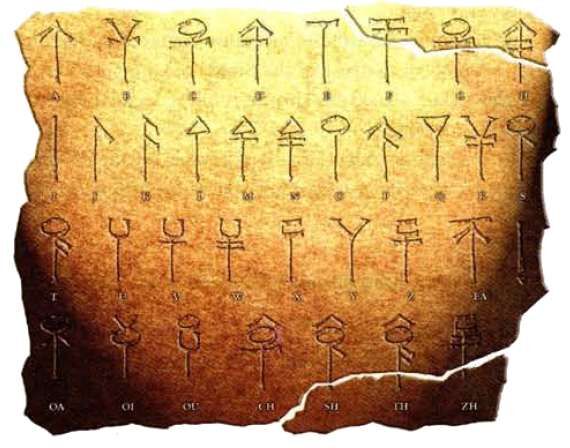 A B C D E F G H
I J K L M N O P Q R S
T U V W X Y Z EA
OA OI OU CH SH TH ZH